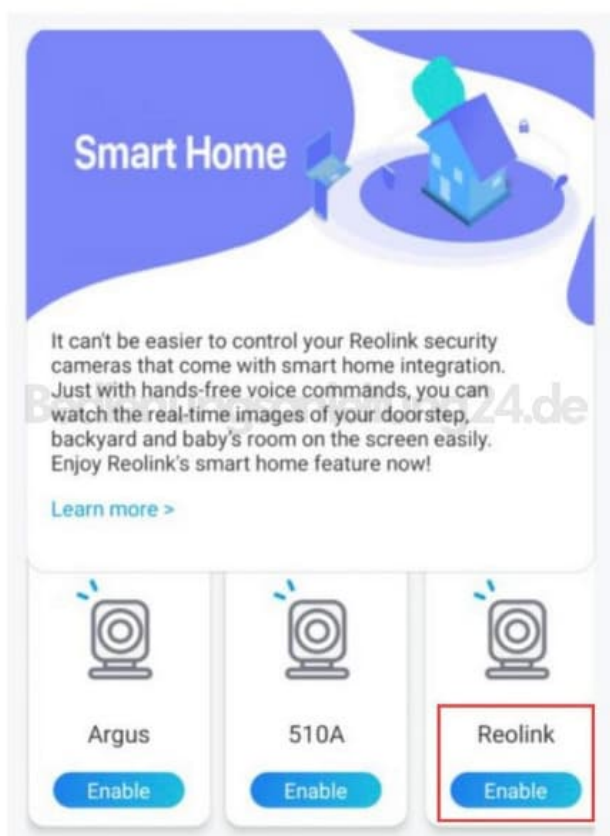 Smart Home
It can't be easier to control your Reolink security
cameras that come with smart home integration.
Just with hands-free voice commands, you can
watch the real-time images of your doorstep,
backyard and baby's room on the screen easily.
Enjoy Reolink's smart home feature now!
Learn more >
Argus
510A
Reolink
Enable
Enable
Enable